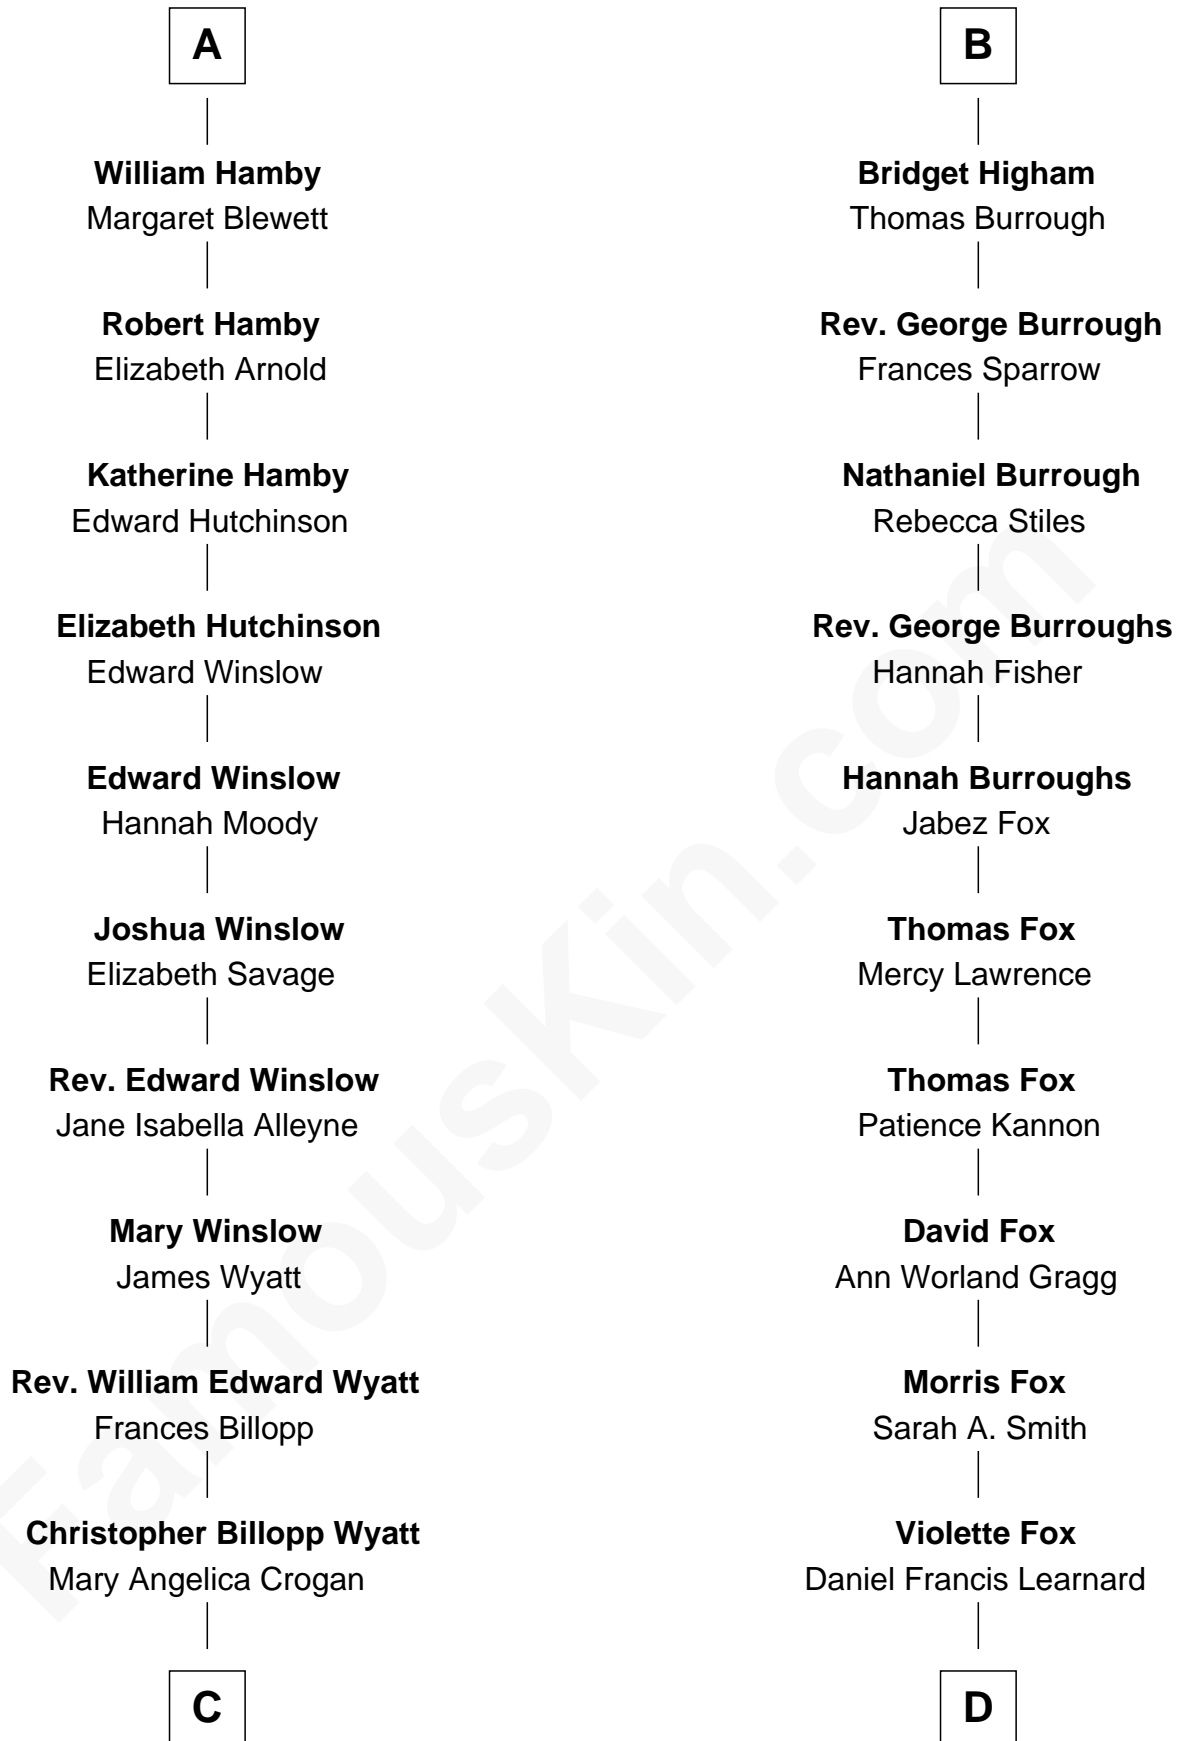 A
William Hamby
Margaret Blewett
Robert Hamby
Elizabeth Arnold
Katherine Hamby
Edward Hutchinson
Elizabeth Hutchinson
Edward Winslow
Edward Winslow
Hannah Moody
Joshua Winslow
Elizabeth Savage
Rev. Edward Winslow
Jane Isabella Alleyne
Mary Winslow
James Wyatt
Rev. William Edward Wyatt
Frances Billopp
Christopher Billopp Wyatt
Mary Angelica Crogan
C
B
Bridget Higham
Thomas Burrough
Rev. George Burrough
Frances Sparrow
Nathaniel Burrough
Rebecca Stiles
Rev. George Burroughs
Hannah Fisher
Hannah Burroughs
Jabez Fox
Thomas Fox
Mercy Lawrence
Thomas Fox
Patience Kannon
David Fox
Ann Worland Gragg
Morris Fox
Sarah A. Smith
Violette Fox
Daniel Francis Learnard
D
FamousKin.com